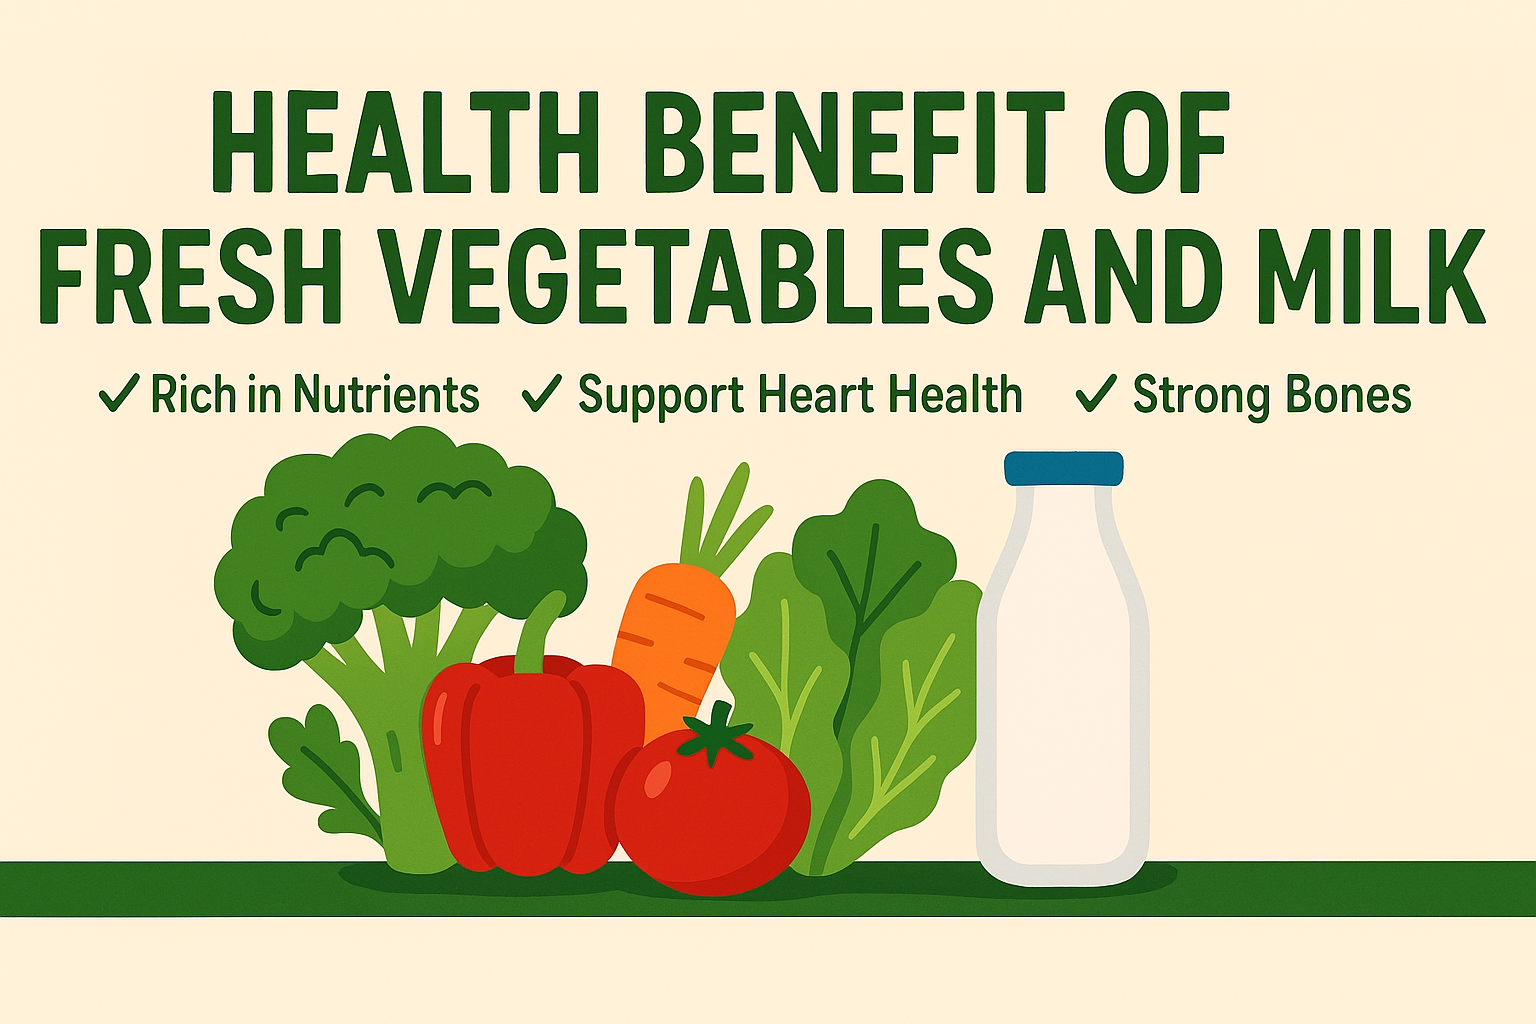 HEALTH BENEFIT OF
FRESH VEGETABLES AND MILK
✓ Rich in Nutrients ✓ Support Heart Health ✓ Strong Bones